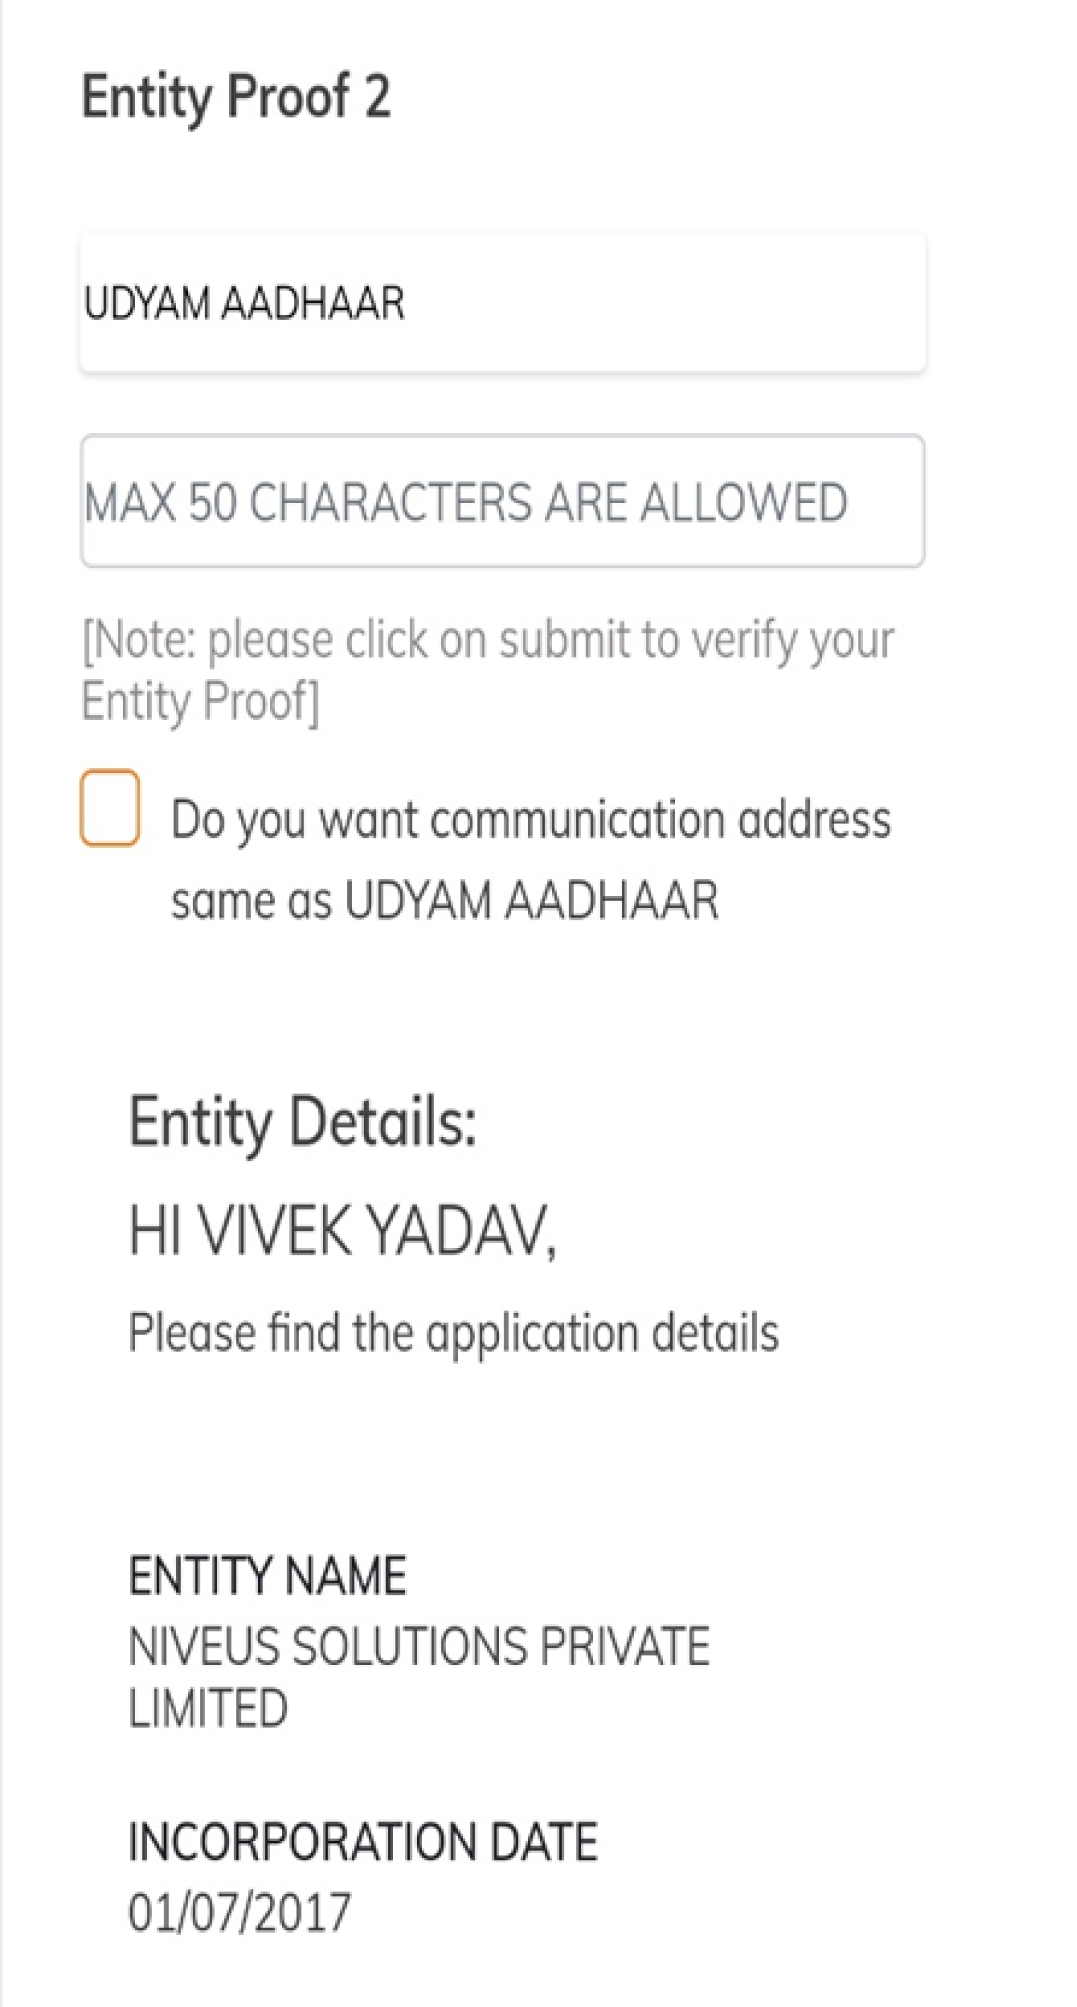 Entity Proof 2
UDYAM AADHAAR
MAX 50 CHARACTERS ARE ALLOWED
[Note: please click on submit to verify your
Entity Proof]
Do you want communication address
same as UDYAM AADHAAR
Entity Details:
HI VIVEK YADAV,
Please find the application details
ENTITY NAME
NIVEUS SOLUTIONS PRIVATE
LIMITED
INCORPORATION DATE
01/07/2017